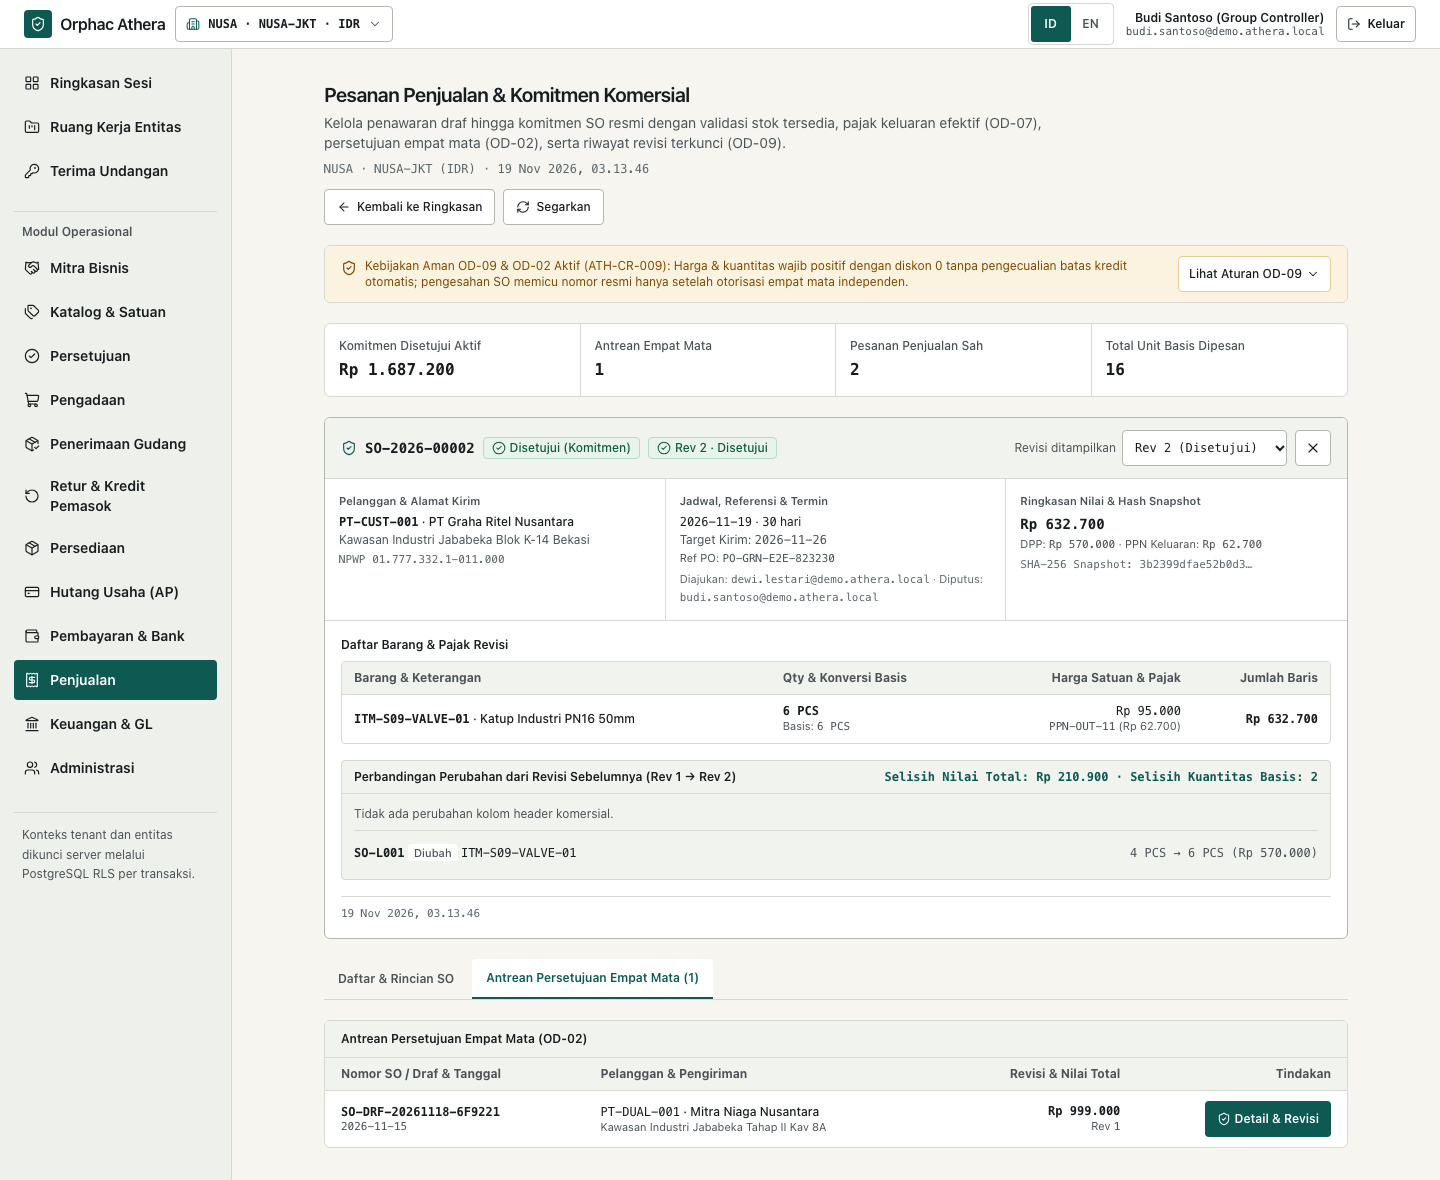 Orphac Athera
NUSA · NUSA-JKT · IDR
ID
EN
Budi Santoso (Group Controller)
budi.santoso@demo.athera.local
Keluar
Ringkasan Sesi
Ruang Kerja Entitas
Terima Undangan
Modul Operasional
Mitra Bisnis
Katalog & Satuan
Persetujuan
Pengadaan
Penerimaan Gudang
Retur & Kredit
Pemasok
Persediaan
Hutang Usaha (AP)
Pembayaran & Bank
Penjualan
Keuangan & GL
Administrasi
Konteks tenant dan entitas
dikunci server melalui
PostgreSQL RLS per transaksi.
Pesanan Penjualan & Komitmen Komersial
Kelola penawaran draf hingga komitmen SO resmi dengan validasi stok tersedia, pajak keluaran efektif (OD-07),
persetujuan empat mata (OD-02), serta riwayat revisi terkunci (OD-09).
NUSA · NUSA-JKT (IDR) · 19 Nov 2026, 03.13.46
Kembali ke Ringkasan
Segarkan
Kebijakan Aman OD-09 & OD-02 Aktif (ATH-CR-009): Harga & kuantitas wajib positif dengan diskon 0 tanpa pengecualian batas kredit
otomatis; pengesahan SO memicu nomor resmi hanya setelah otorisasi empat mata independen.
Lihat Aturan OD-09
Komitmen Disetujui Aktif
Rp 1.687.200
Antrean Empat Mata
1
Pesanan Penjualan Sah
2
Total Unit Basis Dipesan
16
SO-2026-00002
Disetujui (Komitmen)
Rev 2 · Disetujui
Revisi ditampilkan
Rev 2 (Disetujui)
Pelanggan & Alamat Kirim
PT-CUST-001 · PT Graha Ritel Nusantara
Kawasan Industri Jababeka Blok K-14 Bekasi
NPWP 01.777.332.1-011.000
Jadwal, Referensi & Termin
2026-11-19 · 30 hari
Target Kirim: 2026-11-26
Ref PO: PO-GRN-E2E-823230
Diajukan: dewi.lestari@demo.athera.local · Diputus:
budi.santoso@demo.athera.local
Ringkasan Nilai & Hash Snapshot
Rp 632.700
DPP: Rp 570.000 · PPN Keluaran: Rp 62.700
SHA-256 Snapshot: 3b2399dfae52b0d3…
Daftar Barang & Pajak Revisi
Barang & Keterangan
Qty & Konversi Basis
Harga Satuan & Pajak
Jumlah Baris
ITM-S09-VALVE-01 · Katup Industri PN16 50mm
6 PCS
Basis: 6 PCS
Rp 95.000
PPN-OUT-11 (Rp 62.700)
Rp 632.700
Perbandingan Perubahan dari Revisi Sebelumnya (Rev 1 → Rev 2)
Selisih Nilai Total: Rp 210.900 · Selisih Kuantitas Basis: 2
Tidak ada perubahan kolom header komersial.
SO-L001 Diubah ITM-S09-VALVE-01
4 PCS → 6 PCS (Rp 570.000)
19 Nov 2026, 03.13.46
Daftar & Rincian SO
Antrean Persetujuan Empat Mata (1)
Antrean Persetujuan Empat Mata (OD-02)
Nomor SO / Draf & Tanggal
Pelanggan & Pengiriman
Revisi & Nilai Total
Tindakan
SO-DRF-20261118-6F9221
2026-11-15
PT-DUAL-001 · Mitra Niaga Nusantara
Kawasan Industri Jababeka Tahap II Kav 8A
Rp 999.000
Rev 1
Detail & Revisi